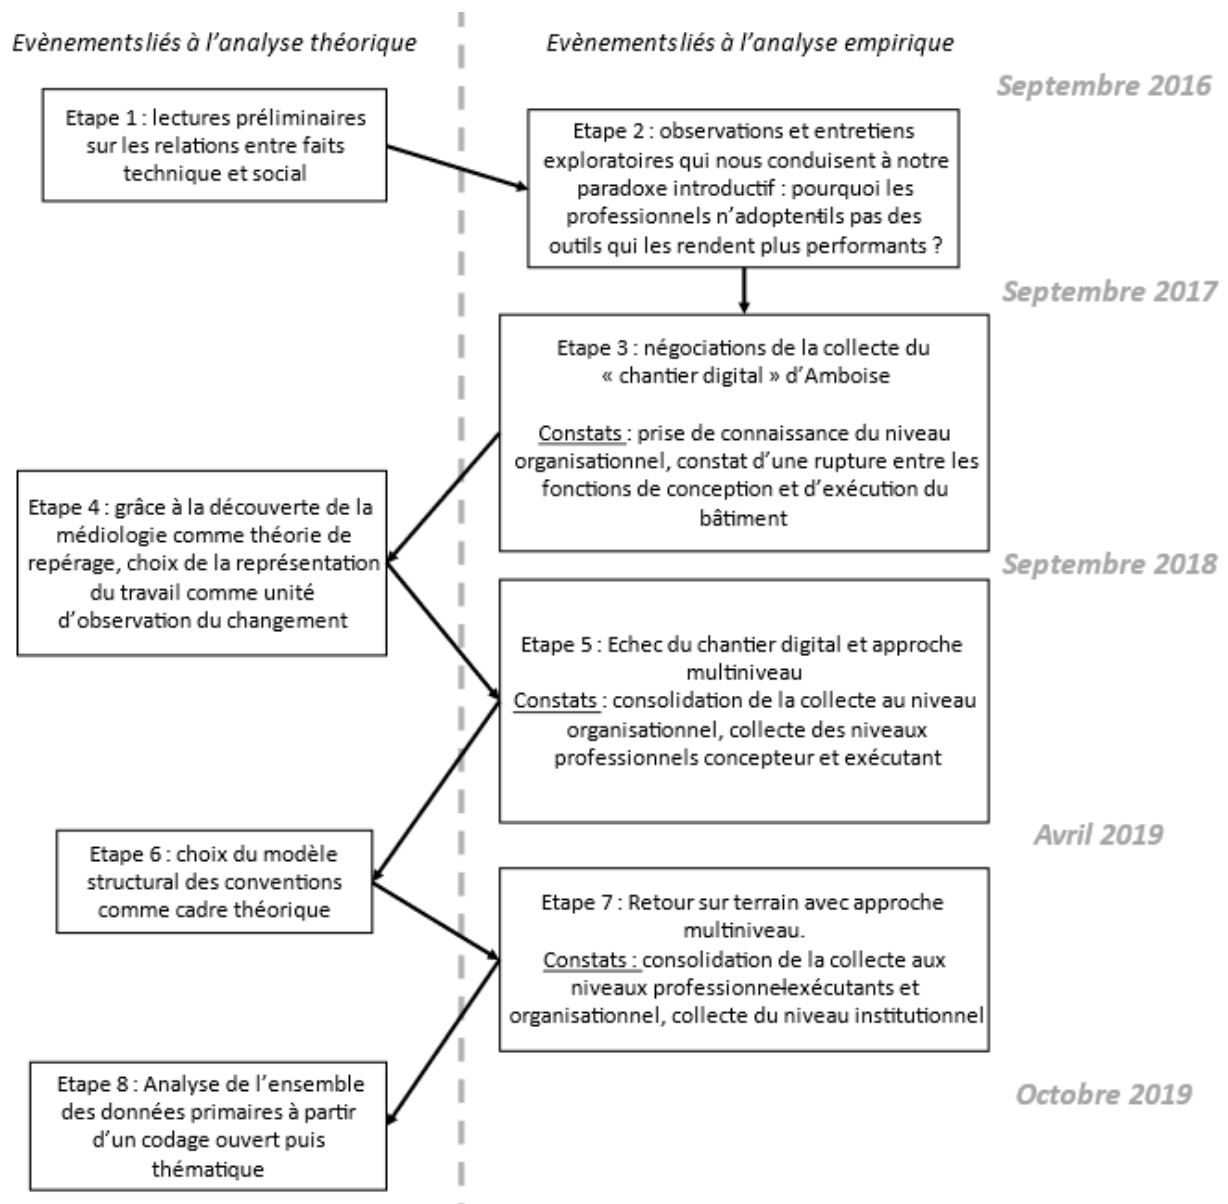 Evènements liés à l'analyse théorique
Evènements liés à l'analyse empirique
Septembre 2016
Etape 1 : lectures préliminaires
sur les relations entre faits
technique et social
Etape 2 : observations et entretiens
exploratoires qui nous conduisent à notre
paradoxe introductif : pourquoi les
professionnels n'adoptent-ils pas des
outils qui les rendent plus performants ?
Septembre 2017
Etape 3 : négociations de la collecte du
« chantier digital » d'Amboise
Constats : prise de connaissance du niveau
organisationnel, constat d'une rupture entre les
fonctions de conception et d'exécution du
bâtiment
Etape 4 : grâce à la découverte de la
médiologie comme théorie de
repérage, choix de la représentation
du travail comme unité
d'observation du changement
Septembre 2018
Etape 5 : Echec du chantier digital et approche
multiniveau
Constats : consolidation de la collecte au niveau
organisationnel, collecte des niveaux
professionnels concepteur et exécutant
Avril 2019
Etape 6 : choix du modèle
structural des conventions
comme cadre théorique
Etape 7 : Retour sur terrain avec approche
multiniveau.
Constats : consolidation de la collecte aux
niveaux professionnel-exécutants et
organisationnel, collecte du niveau institutionnel
Etape 8 : Analyse de l'ensemble
des données primaires à partir
d'un codage ouvert puis
thématique
Octobre 2019